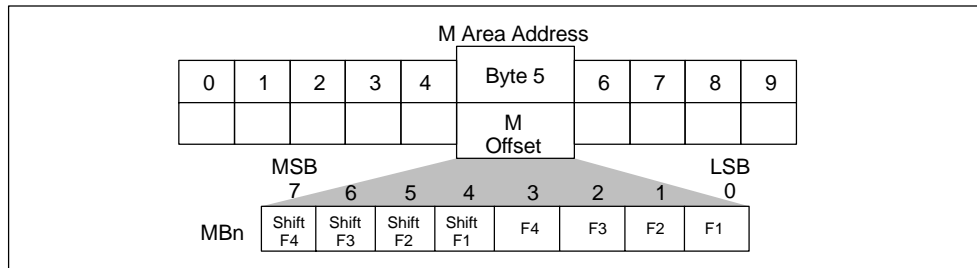 M Area Address
0 1 2 3 4 Byte 5 6 7 8 9
M
Offset
MSB LSB
7 6 5 4 3 2 1 0
MBn Shift F4 Shift F3 Shift F2 Shift F1 F4 F3 F2 F1